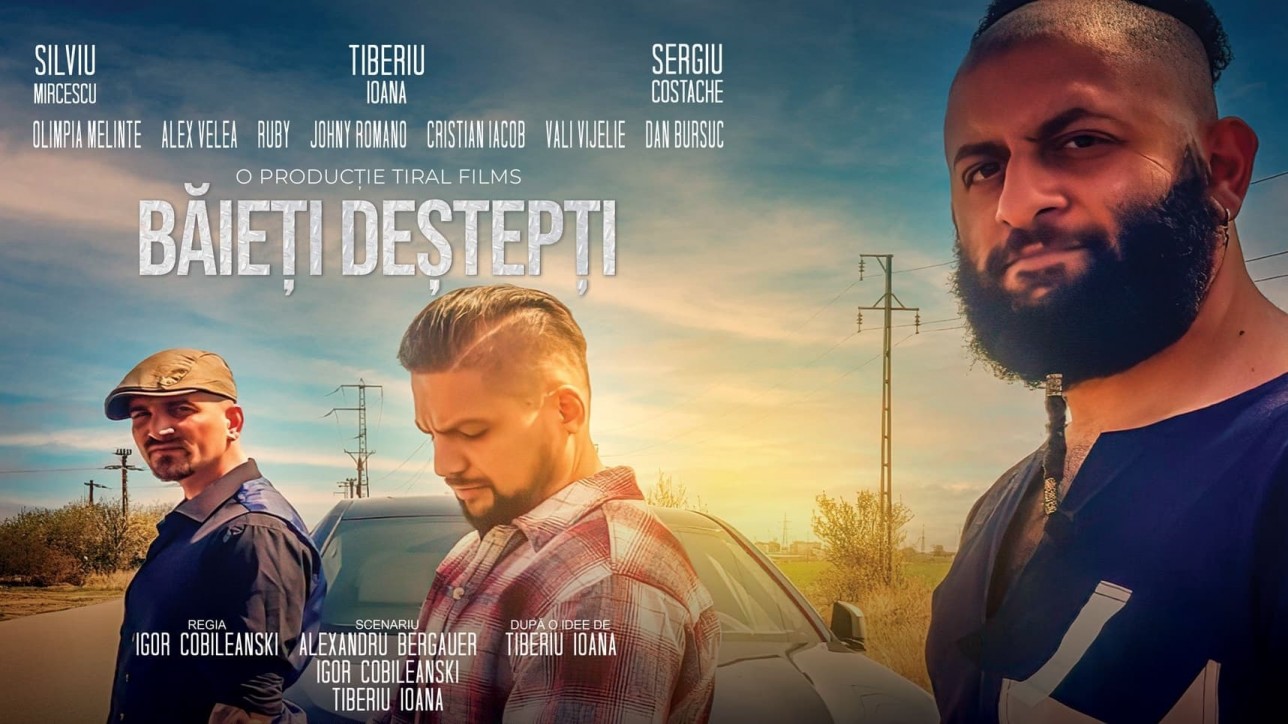 SILVIU TIBERIU SERGIU
MIRCESCU IOANA COSTACHE
OLIMPIA MELINTE ALEX VELEA RUBY JOHNY ROMANO CRISTIAN IACOB VALI VIJELIE DAN BURSUC
O PRODUCȚIE TIRAL FILMS
BĂIEȚI DEȘTEPȚI
REGIA SCENARIU DUPĂ O IDEE DE
IGOR COBILEANSKI ALEXANDRU BERGAUER TIBERIU IOANA
IGOR COBILEANSKI
TIBERIU IOANA